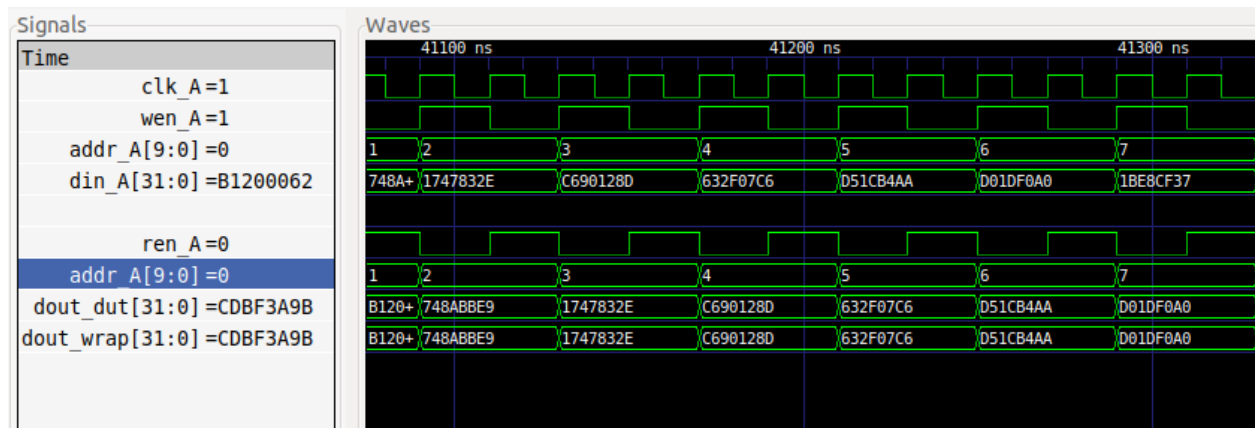 Signals
Waves
Time
41100 ns 41200 ns 41300 ns
clk_A=1
wen_A=1
addr_A[9:0]=0 1 2 3 4 5 6 7
din_A[31:0]=B1200062 748A+ 1747832E C690128D 632F07C6 D51CB4AA D01DF0A0 1BE8CF37
ren_A=0
addr_A[9:0]=0 1 2 3 4 5 6 7
dout_dut[31:0]=CDBF3A9B B120+ 748ABBE9 1747832E C690128D 632F07C6 D51CB4AA D01DF0A0
dout_wrap[31:0]=CDBF3A9B B120+ 748ABBE9 1747832E C690128D 632F07C6 D51CB4AA D01DF0A0